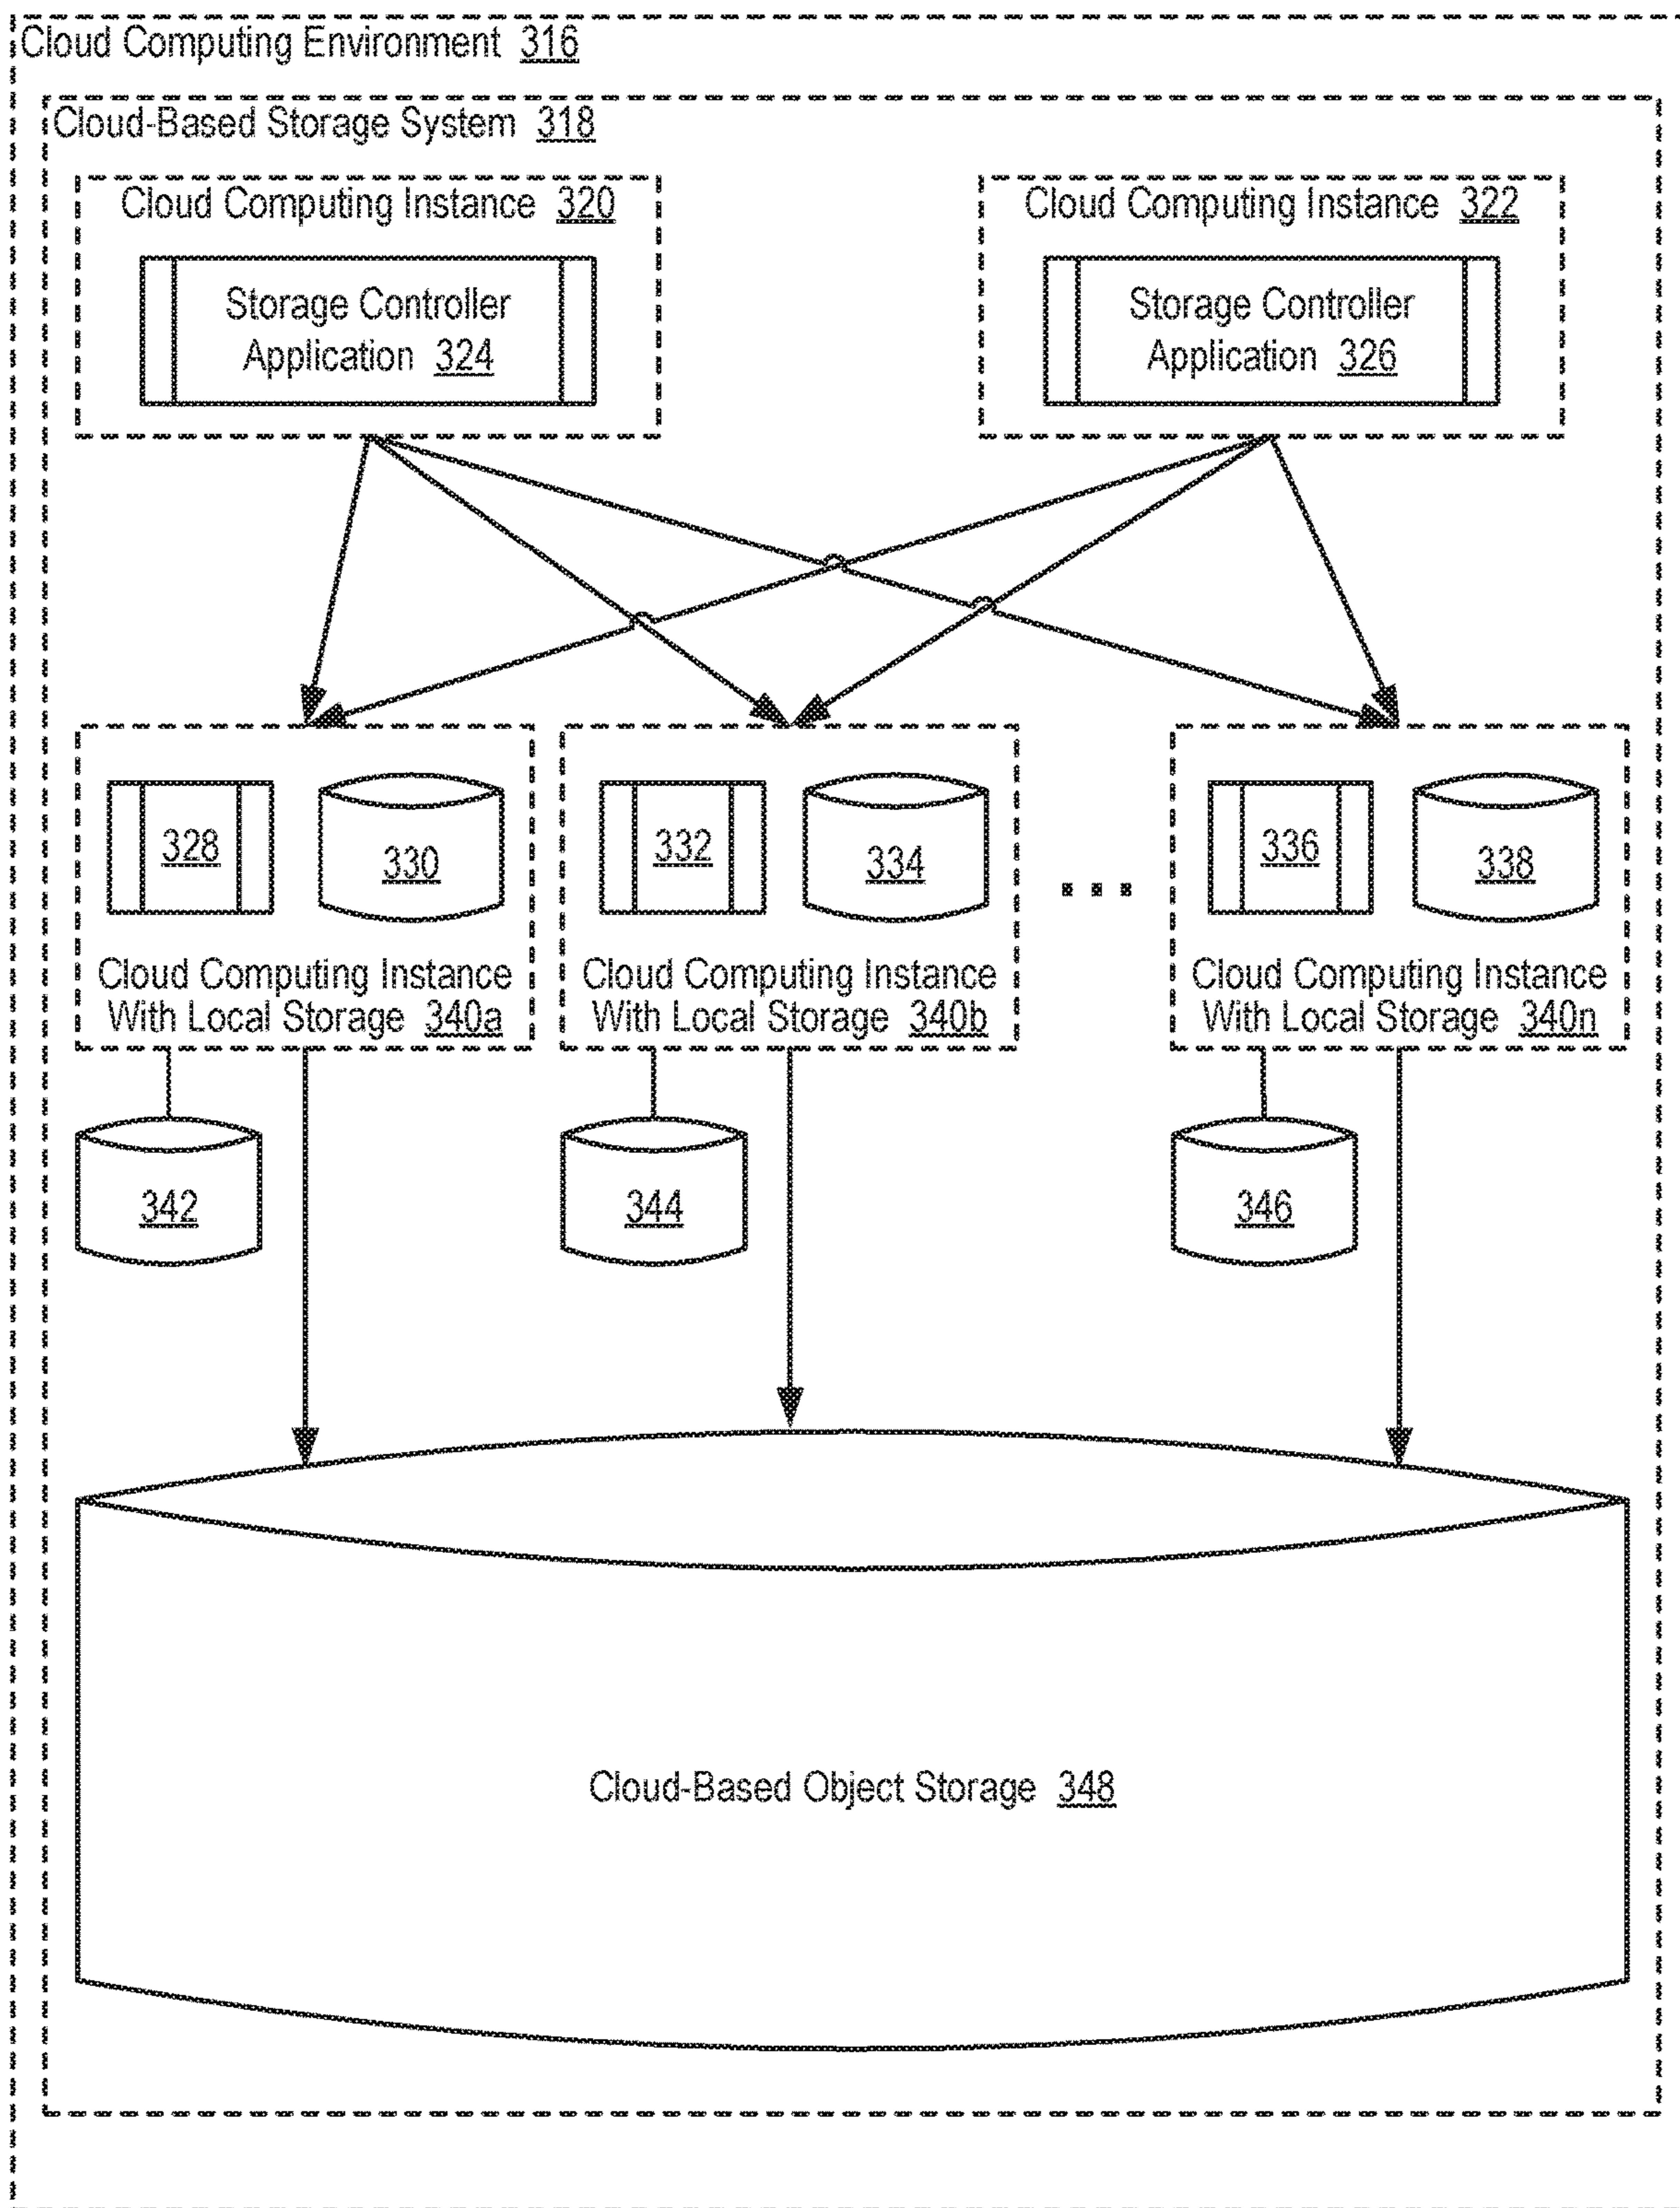 Cloud Computing Environment 316
Cloud-Based Storage System 318
Cloud Computing Instance 320
Storage Controller
Application 324
Cloud Computing Instance 322
Storage Controller
Application 326
328
330
Cloud Computing Instance
With Local Storage 340a
332
334
Cloud Computing Instance
With Local Storage 340b
...
336
338
Cloud Computing Instance
With Local Storage 340n
342
344
346
Cloud-Based Object Storage 348